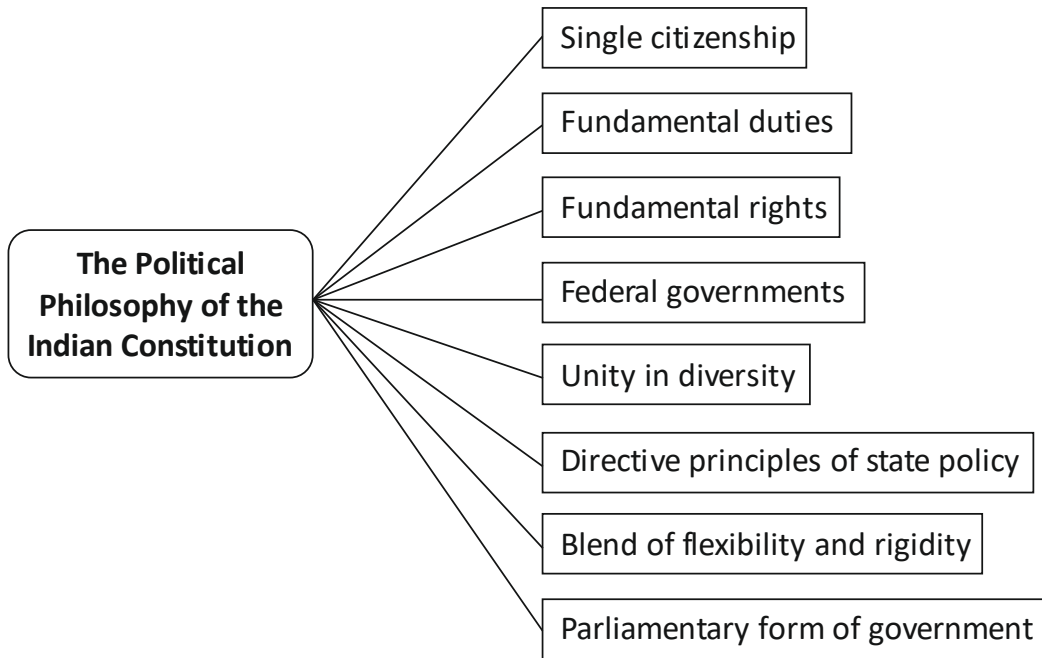 The Political
Philosophy of the
Indian Constitution
Single citizenship
Fundamental duties
Fundamental rights
Federal governments
Unity in diversity
Directive principles of state policy
Blend of flexibility and rigidity
Parliamentary form of government